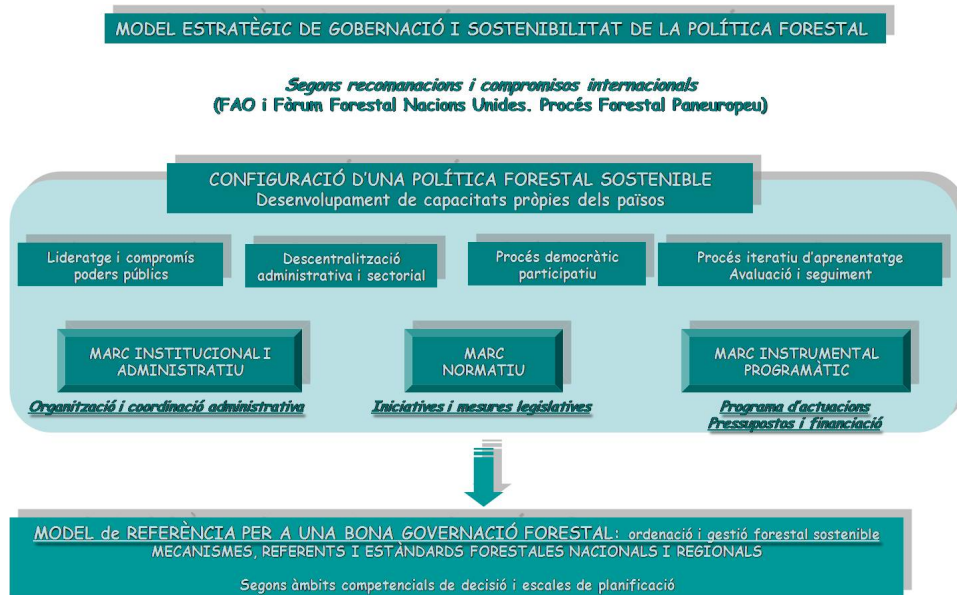 MODEL ESTRATÈGIC DE GOBERNACIÓ I SOSTENIBILITAT DE LA POLÍTICA FORESTAL
Segons recomanacions i compromisos internacionals
(FAO i Fòrum Forestal Nacions Unides. Procés Forestal Paneuropeu)
CONFIGURACIÓ D'UNA POLÍTICA FORESTAL SOSTENIBLE
Desenvolupament de capacitats pròpies dels països
Lideratge i compromís
poders públics
Descentralització
administrativa i sectorial
Procés democràtic
participatiu
Procés iteratiu d'aprenentatge
Avaluació i seguiment
MARC INSTITUCIONAL I
ADMINISTRATIU
Organització i coordinació administrativa
MARC
NORMATIU
Iniciatives i mesures legislatives
MARC INSTRUMENTAL
PROGRAMÀTIC
Programa d'actuacions
Pressupostos i financiació
MODEL de REFERÈNCIA PER A UNA BONA GOVERNACIÓ FORESTAL: ordenació i gestió forestal sostenible
MECANISMES, REFERENTS I ESTÀNDARDS FORESTALES NACIONALS I REGIONALS
Segons àmbits competencials de decisió i escales de planificació